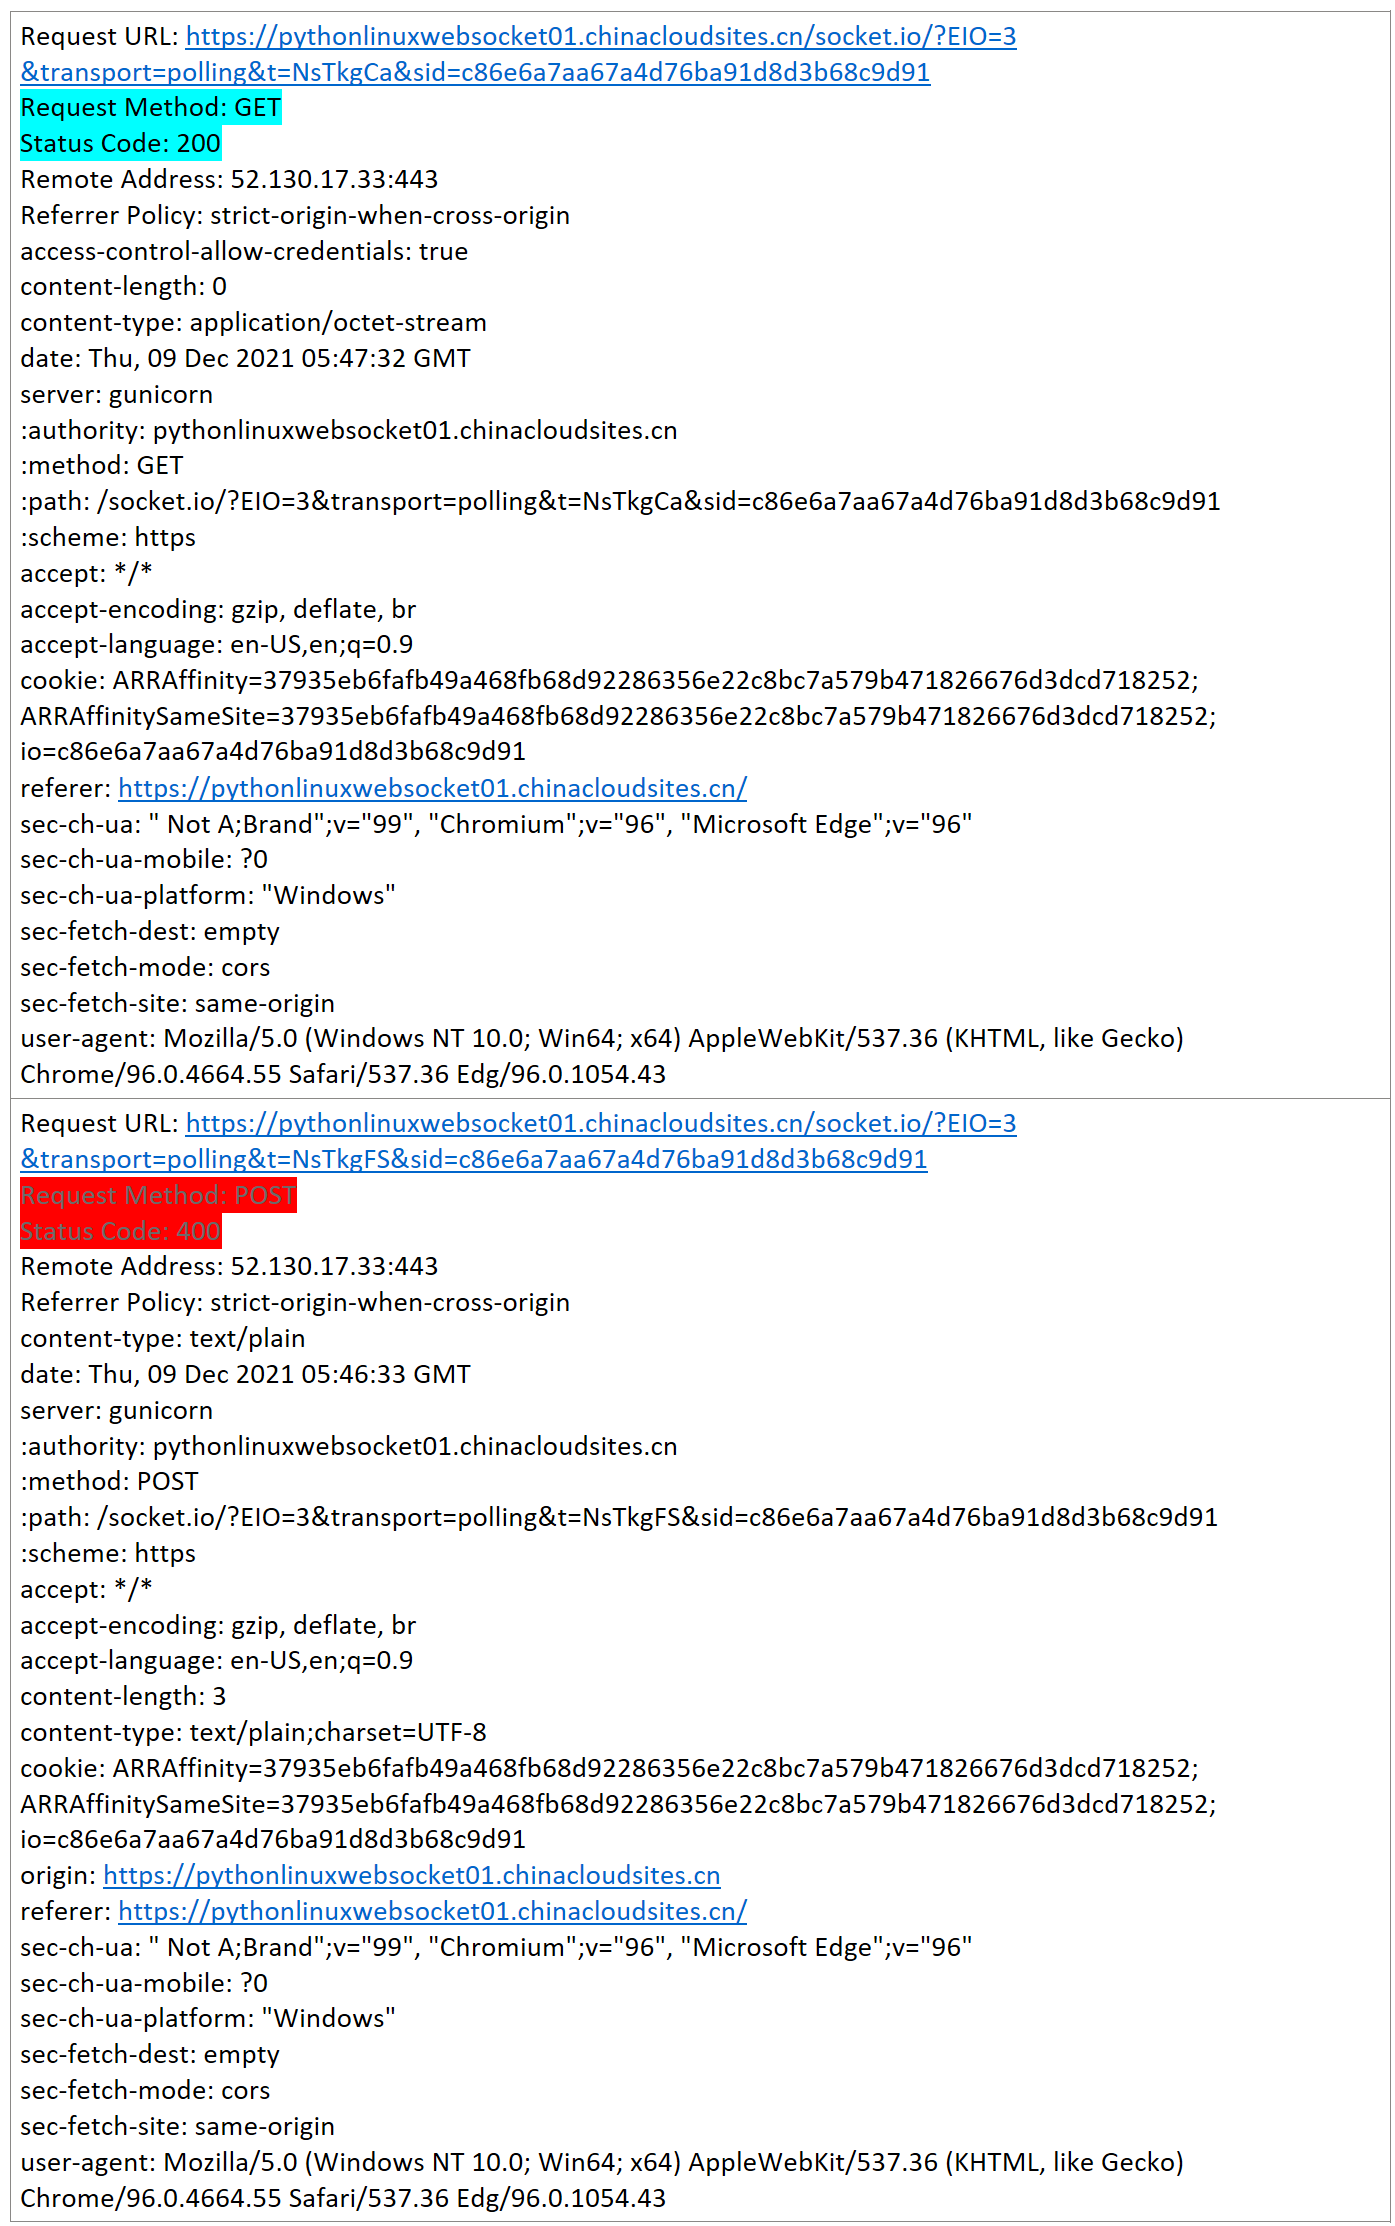 Request URL: https://pythonlinuxwebsocket01.chinacloudsites.cn/socket.io/?EIO=3
&transport=polling&t=NsTkgCa&sid=c86e6a7aa67a4d76ba91d8d3b68c9d91
Request Method: GET
Status Code: 200
Remote Address: 52.130.17.33:443
Referrer Policy: strict-origin-when-cross-origin
access-control-allow-credentials: true
content-length: 0
content-type: application/octet-stream
date: Thu, 09 Dec 2021 05:47:32 GMT
server: gunicorn
:authority: pythonlinuxwebsocket01.chinacloudsites.cn
:method: GET
:path: /socket.io/?EIO=3&transport=polling&t=NsTkgCa&sid=c86e6a7aa67a4d76ba91d8d3b68c9d91
:scheme: https
accept: */*
accept-encoding: gzip, deflate, br
accept-language: en-US,en;q=0.9
cookie: ARRAffinity=37935eb6fafb49a468fb68d92286356e22c8bc7a579b471826676d3dcd718252;
ARRAffinitySameSite=37935eb6fafb49a468fb68d92286356e22c8bc7a579b471826676d3dcd718252;
io=c86e6a7aa67a4d76ba91d8d3b68c9d91
referer: https://pythonlinuxwebsocket01.chinacloudsites.cn/
sec-ch-ua: " Not A;Brand";v="99", "Chromium";v="96", "Microsoft Edge";v="96"
sec-ch-ua-mobile: ?0
sec-ch-ua-platform: "Windows"
sec-fetch-dest: empty
sec-fetch-mode: cors
sec-fetch-site: same-origin
user-agent: Mozilla/5.0 (Windows NT 10.0; Win64; x64) AppleWebKit/537.36 (KHTML, like Gecko)
Chrome/96.0.4664.55 Safari/537.36 Edg/96.0.1054.43
Request URL: https://pythonlinuxwebsocket01.chinacloudsites.cn/socket.io/?EIO=3
&transport=polling&t=NsTkgFS&sid=c86e6a7aa67a4d76ba91d8d3b68c9d91
Request Method: POST
Status Code: 400
Remote Address: 52.130.17.33:443
Referrer Policy: strict-origin-when-cross-origin
content-type: text/plain
date: Thu, 09 Dec 2021 05:46:33 GMT
server: gunicorn
:authority: pythonlinuxwebsocket01.chinacloudsites.cn
:method: POST
:path: /socket.io/?EIO=3&transport=polling&t=NsTkgFS&sid=c86e6a7aa67a4d76ba91d8d3b68c9d91
:scheme: https
accept: */*
accept-encoding: gzip, deflate, br
accept-language: en-US,en;q=0.9
content-length: 3
content-type: text/plain;charset=UTF-8
cookie: ARRAffinity=37935eb6fafb49a468fb68d92286356e22c8bc7a579b471826676d3dcd718252;
ARRAffinitySameSite=37935eb6fafb49a468fb68d92286356e22c8bc7a579b471826676d3dcd718252;
io=c86e6a7aa67a4d76ba91d8d3b68c9d91
origin: https://pythonlinuxwebsocket01.chinacloudsites.cn
referer: https://pythonlinuxwebsocket01.chinacloudsites.cn/
sec-ch-ua: " Not A;Brand";v="99", "Chromium";v="96", "Microsoft Edge";v="96"
sec-ch-ua-mobile: ?0
sec-ch-ua-platform: "Windows"
sec-fetch-dest: empty
sec-fetch-mode: cors
sec-fetch-site: same-origin
user-agent: Mozilla/5.0 (Windows NT 10.0; Win64; x64) AppleWebKit/537.36 (KHTML, like Gecko)
Chrome/96.0.4664.55 Safari/537.36 Edg/96.0.1054.43